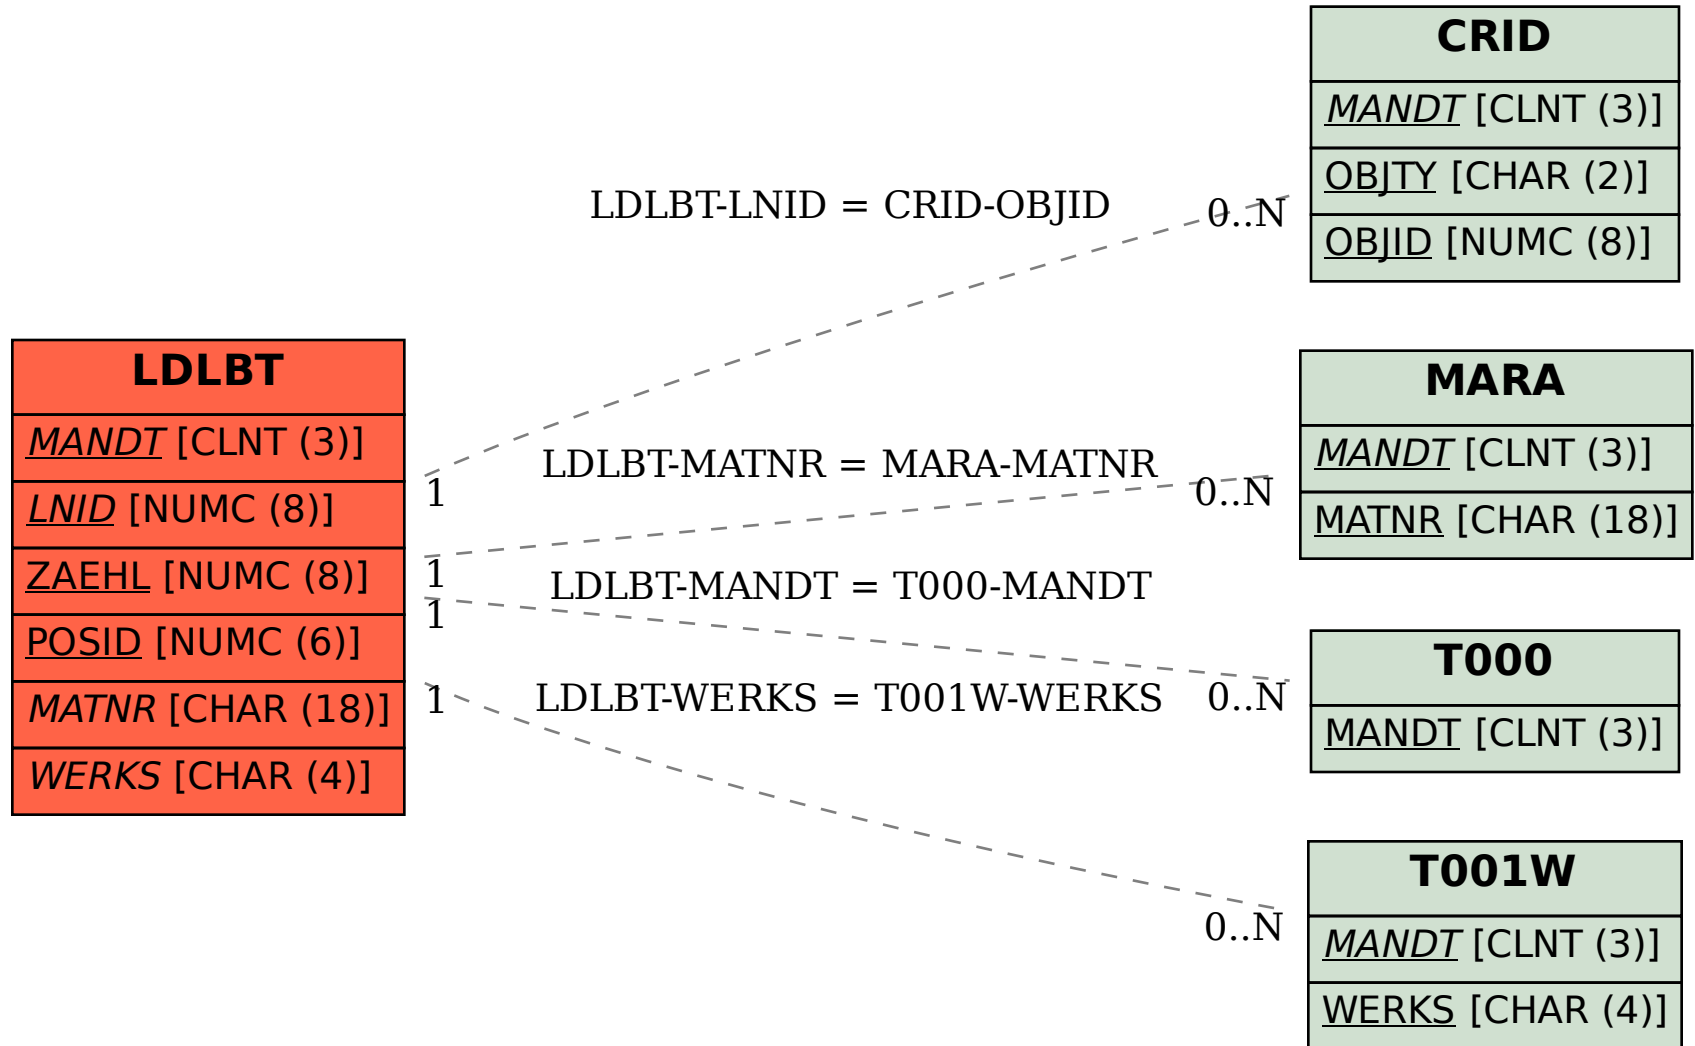 CRID
MANDT [CLNT (3)]
OBJTY [CHAR (2)]
OBJID [NUMC (8)]
LDLBT-LNID = CRID-OBJID
0..N
LDLBT
MANDT [CLNT (3)]
LNID [NUMC (8)]
ZAEHL [NUMC (8)]
POSID [NUMC (6)]
MATNR [CHAR (18)]
WERKS [CHAR (4)]
1
LDLBT-MATNR = MARA-MATNR
0..N
1
MARA
MANDT [CLNT (3)]
MATNR [CHAR (18)]
LDLBT-MANDT = T000-MANDT
1
0..N
T000
MANDT [CLNT (3)]
1
LDLBT-WERKS = T001W-WERKS
0..N
T001W
MANDT [CLNT (3)]
WERKS [CHAR (4)]